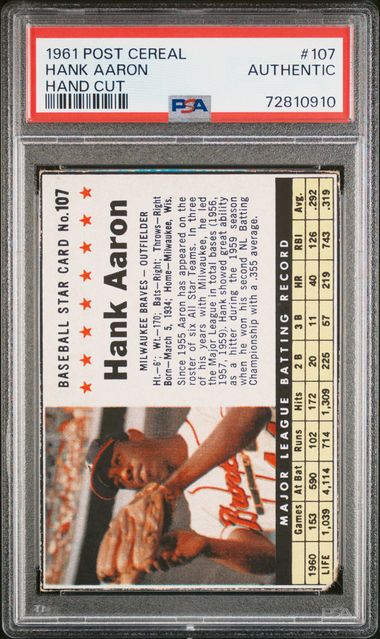 1961 POST CEREAL #107
HANK AARON AUTHENTIC
HAND CUT
PSA 72810910
BASEBALL STAR CARD No.107
Hank Aaron
MILWAUKEE BRAVES – OUTFIELDER
Ht.–6'; Wt.–170; Bats–Right; Throws–Right
Born–March 5, 1934; Home–Milwaukee, Wis.
Since 1955 Aaron has appeared on the
roster of six All Star Teams. In three
of his years with Milwaukee, he led
the Major League in total bases (1956,
1957, 1959). Hank showed great ability
as a hitter during the 1959 season
when he won his second NL Batting
Championship with a .355 average.
Braves
MAJOR LEAGUE BATTING RECORD
Games At Bat Runs Hits 2 B 3 B HR RBI Avg.
1960 153 590 102 172 20 11 40 126 .292
LIFE 1,039 4,114 714 1,309 225 57 219 743 .319